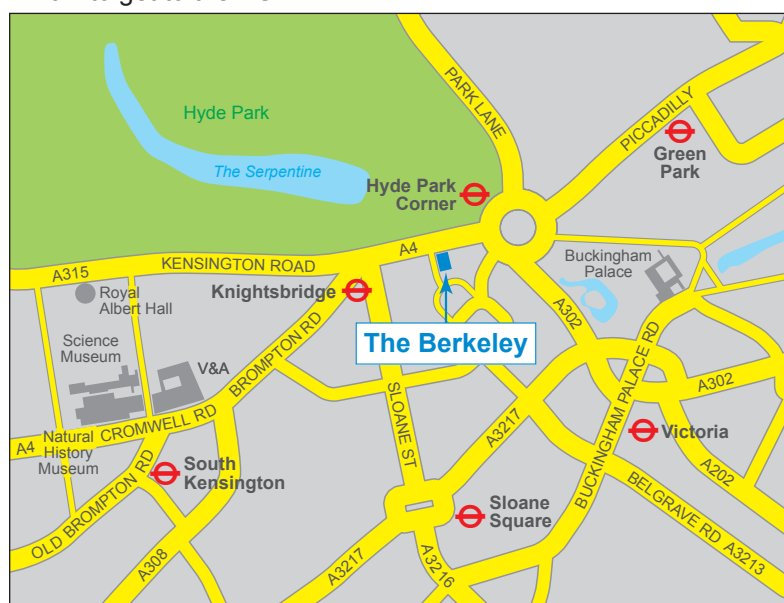 Hyde Park
The Serpentine
PARK LANE
PICCADILLY
Green
Park
Hyde Park
Corner
A4
KENSINGTON ROAD
A315
Buckingham
Palace
Royal
Albert Hall
Knightsbridge
A302
The Berkeley
Science
Museum
V&A
BROMPTON RD
SLOANE ST
BUCKINGHAM PALACE RD
A302
A3217
CROMWELL RD
A4
Natural
History
Museum
Victoria
OLD BROMPTON RD
South
Kensington
A202
BELGRAVE RD
A3213
Sloane
Square
A308
A3217
A3216